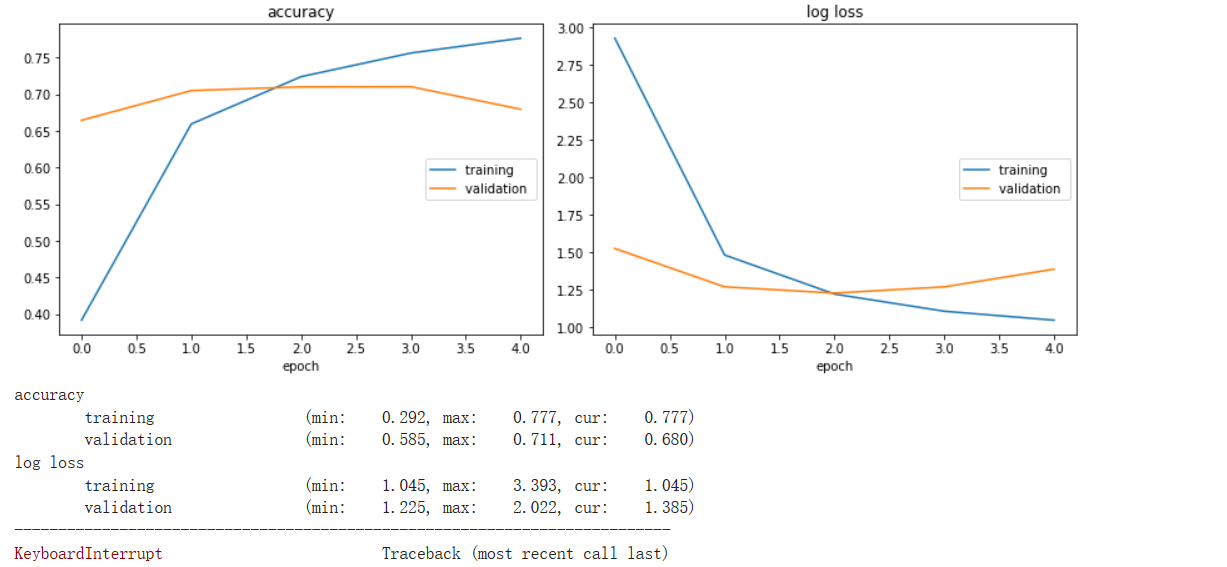 accuracy
0.75
0.70
0.65
0.60
0.55
0.50
0.45
0.40
0.0 0.5 1.0 1.5 2.0 2.5 3.0 3.5 4.0
epoch
training
validation
log loss
3.00
2.75
2.50
2.25
2.00
1.75
1.50
1.25
1.00
0.0 0.5 1.0 1.5 2.0 2.5 3.0 3.5 4.0
epoch
training
validation
accuracy
training (min: 0.292, max: 0.777, cur: 0.777)
validation (min: 0.585, max: 0.711, cur: 0.680)
log loss
training (min: 1.045, max: 3.393, cur: 1.045)
validation (min: 1.225, max: 2.022, cur: 1.385)
---------------------------------------------------------------------------
KeyboardInterrupt Traceback (most recent call last)